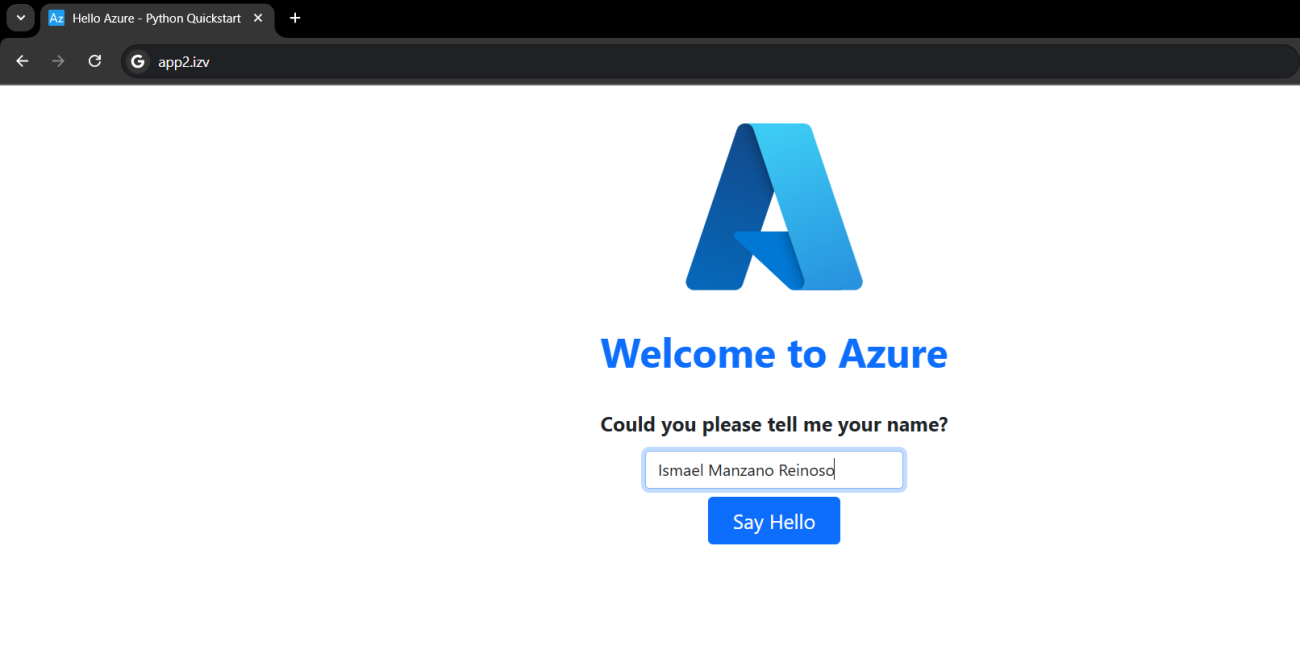 Az Hello Azure - Python Quickstart
G app2.izv
Welcome to Azure
Could you please tell me your name?
Ismael Manzano Reinoso
Say Hello